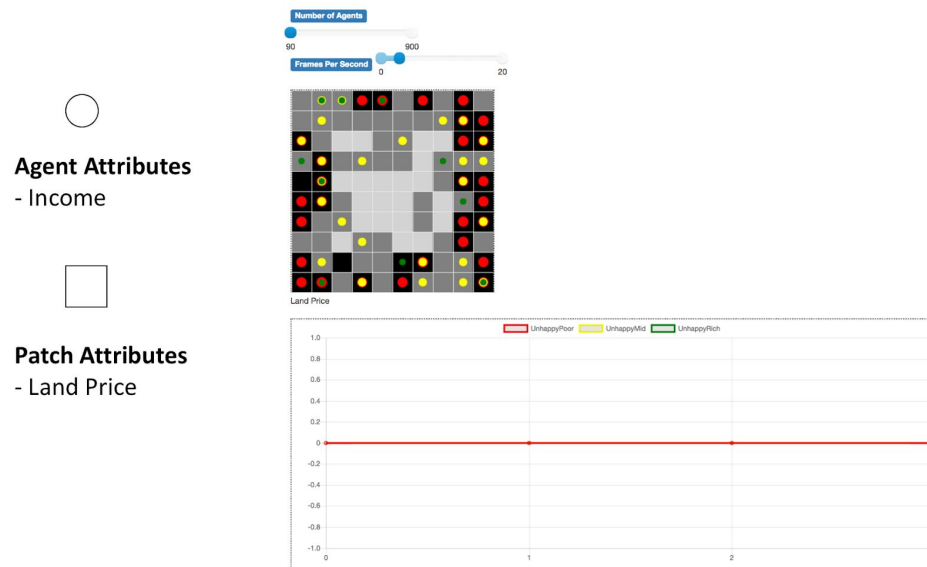 Number of Agents
90 900
Frames Per Second
0 20
Agent Attributes
- Income
Patch Attributes
- Land Price
Land Price
UnhappyPoor UnhappyMid UnhappyRich
1.0
0.8
0.6
0.4
0.2
0
-0.2
-0.4
-0.6
-0.8
-1.0
0 1 2